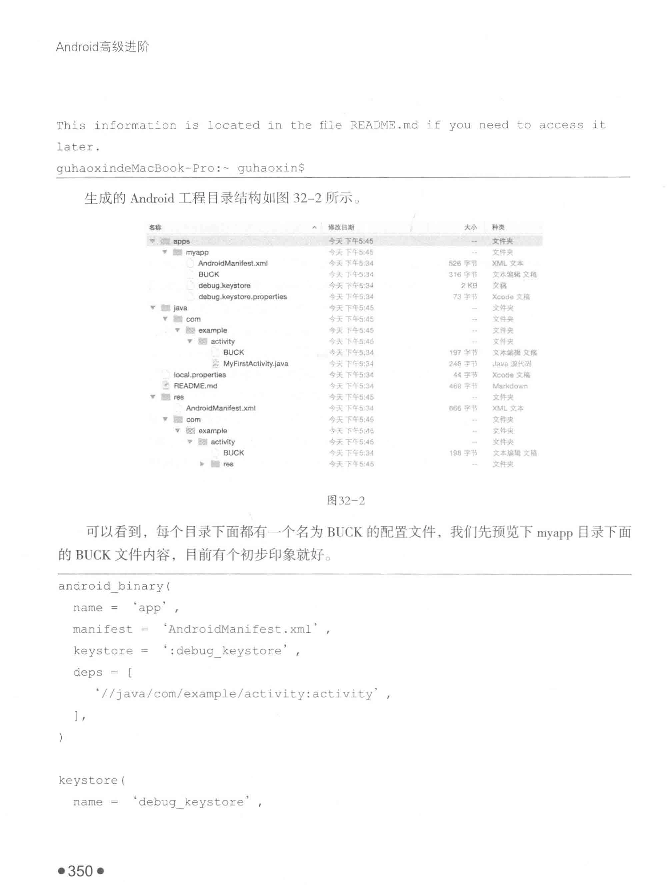 Android高级进阶
This information is located in the file README.md if you need to access it
later.
guhaoxindeMacBook-Pro:~ guhaoxin$
生成的 Android 工程目录结构如图 32-2 所示。
名称 修改日期 大小 种类
apps 今天 下午5:45 -- 文件夹
myapp 今天 下午5:45 -- 文件夹
AndroidManifest.xml 今天 下午5:34 526 字节 XML 文本
BUCK 今天 下午5:34 316 字节 文本编辑 文稿
debug.keystore 今天 下午5:34 2 KB 文稿
debug.keystore.properties 今天 下午5:34 72 字节 Xcode 文稿
java 今天 下午5:45 -- 文件夹
com 今天 下午5:45 -- 文件夹
example 今天 下午5:45 -- 文件夹
activity 今天 下午5:45 -- 文件夹
BUCK 今天 下午5:34 197 字节 文本编辑 文稿
MyFirstActivity.java 今天 下午5:34 246 字节 Java 源代码
local.properties 今天 下午5:34 44 字节 Xcode 文稿
README.md 今天 下午5:34 字节 Markdown
res 今天 下午5:45 -- 文件夹
AndroidManifest.xml 今天 下午5:34 字节 XML 文本
com 今天 下午5:45 -- 文件夹
example 今天 下午5:45 -- 文件夹
activity 今天 下午5:45 -- 文件夹
BUCK 今天 下午5:34 198 字节 文本编辑 文稿
res 今天 下午5:45 -- 文件夹
图32-2
可以看到，每个目录下面都有一个名为 BUCK 的配置文件，我们先预览下 myapp 目录下面
的 BUCK 文件内容，目前有个初步印象就好。
android_binary(
name = 'app',
manifest = 'AndroidManifest.xml',
keystore = ':debug_keystore',
deps = [
'//java/com/example/activity:activity',
],
)
keystore(
name = 'debug_keystore',
●350●